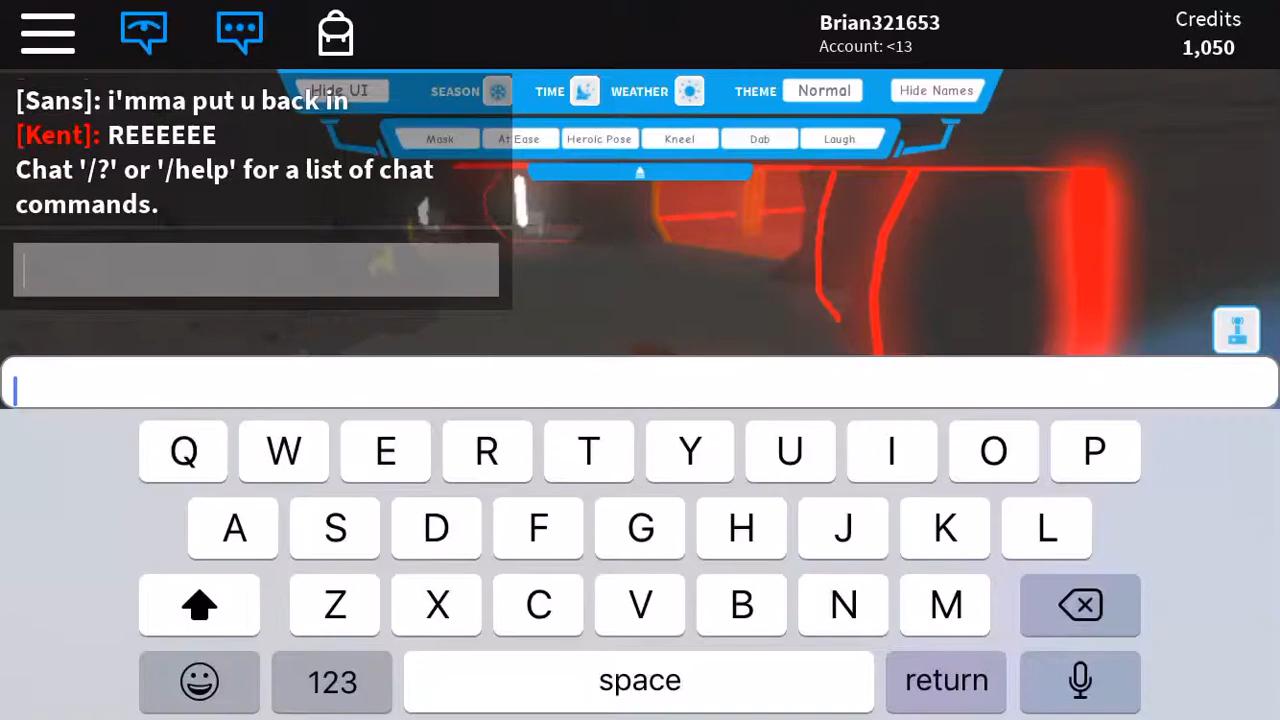 Brian321653
Account: <13
Credits
1,050
[Sans]: i'mma put u back in
[Kent]: REEEEEE
Chat '/?' or '/help' for a list of chat
commands.
Hide UI
SEASON
TIME
WEATHER
THEME
Normal
Hide Names
Mask
At Ease
Heroic Pose
Kneel
Dab
Laugh
Q W E R T Y U I O P
A S D F G H J K L
Z X C V B N M
123
space
return